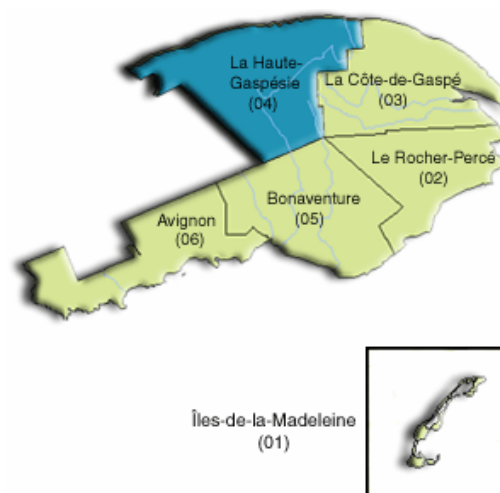 La Haute-
Gaspésie
(04)
La Côte-de-Gaspé
(03)
Le Rocher-Percé
(02)
Bonaventure
(05)
Avignon
(06)
Îles-de-la-Madeleine
(01)